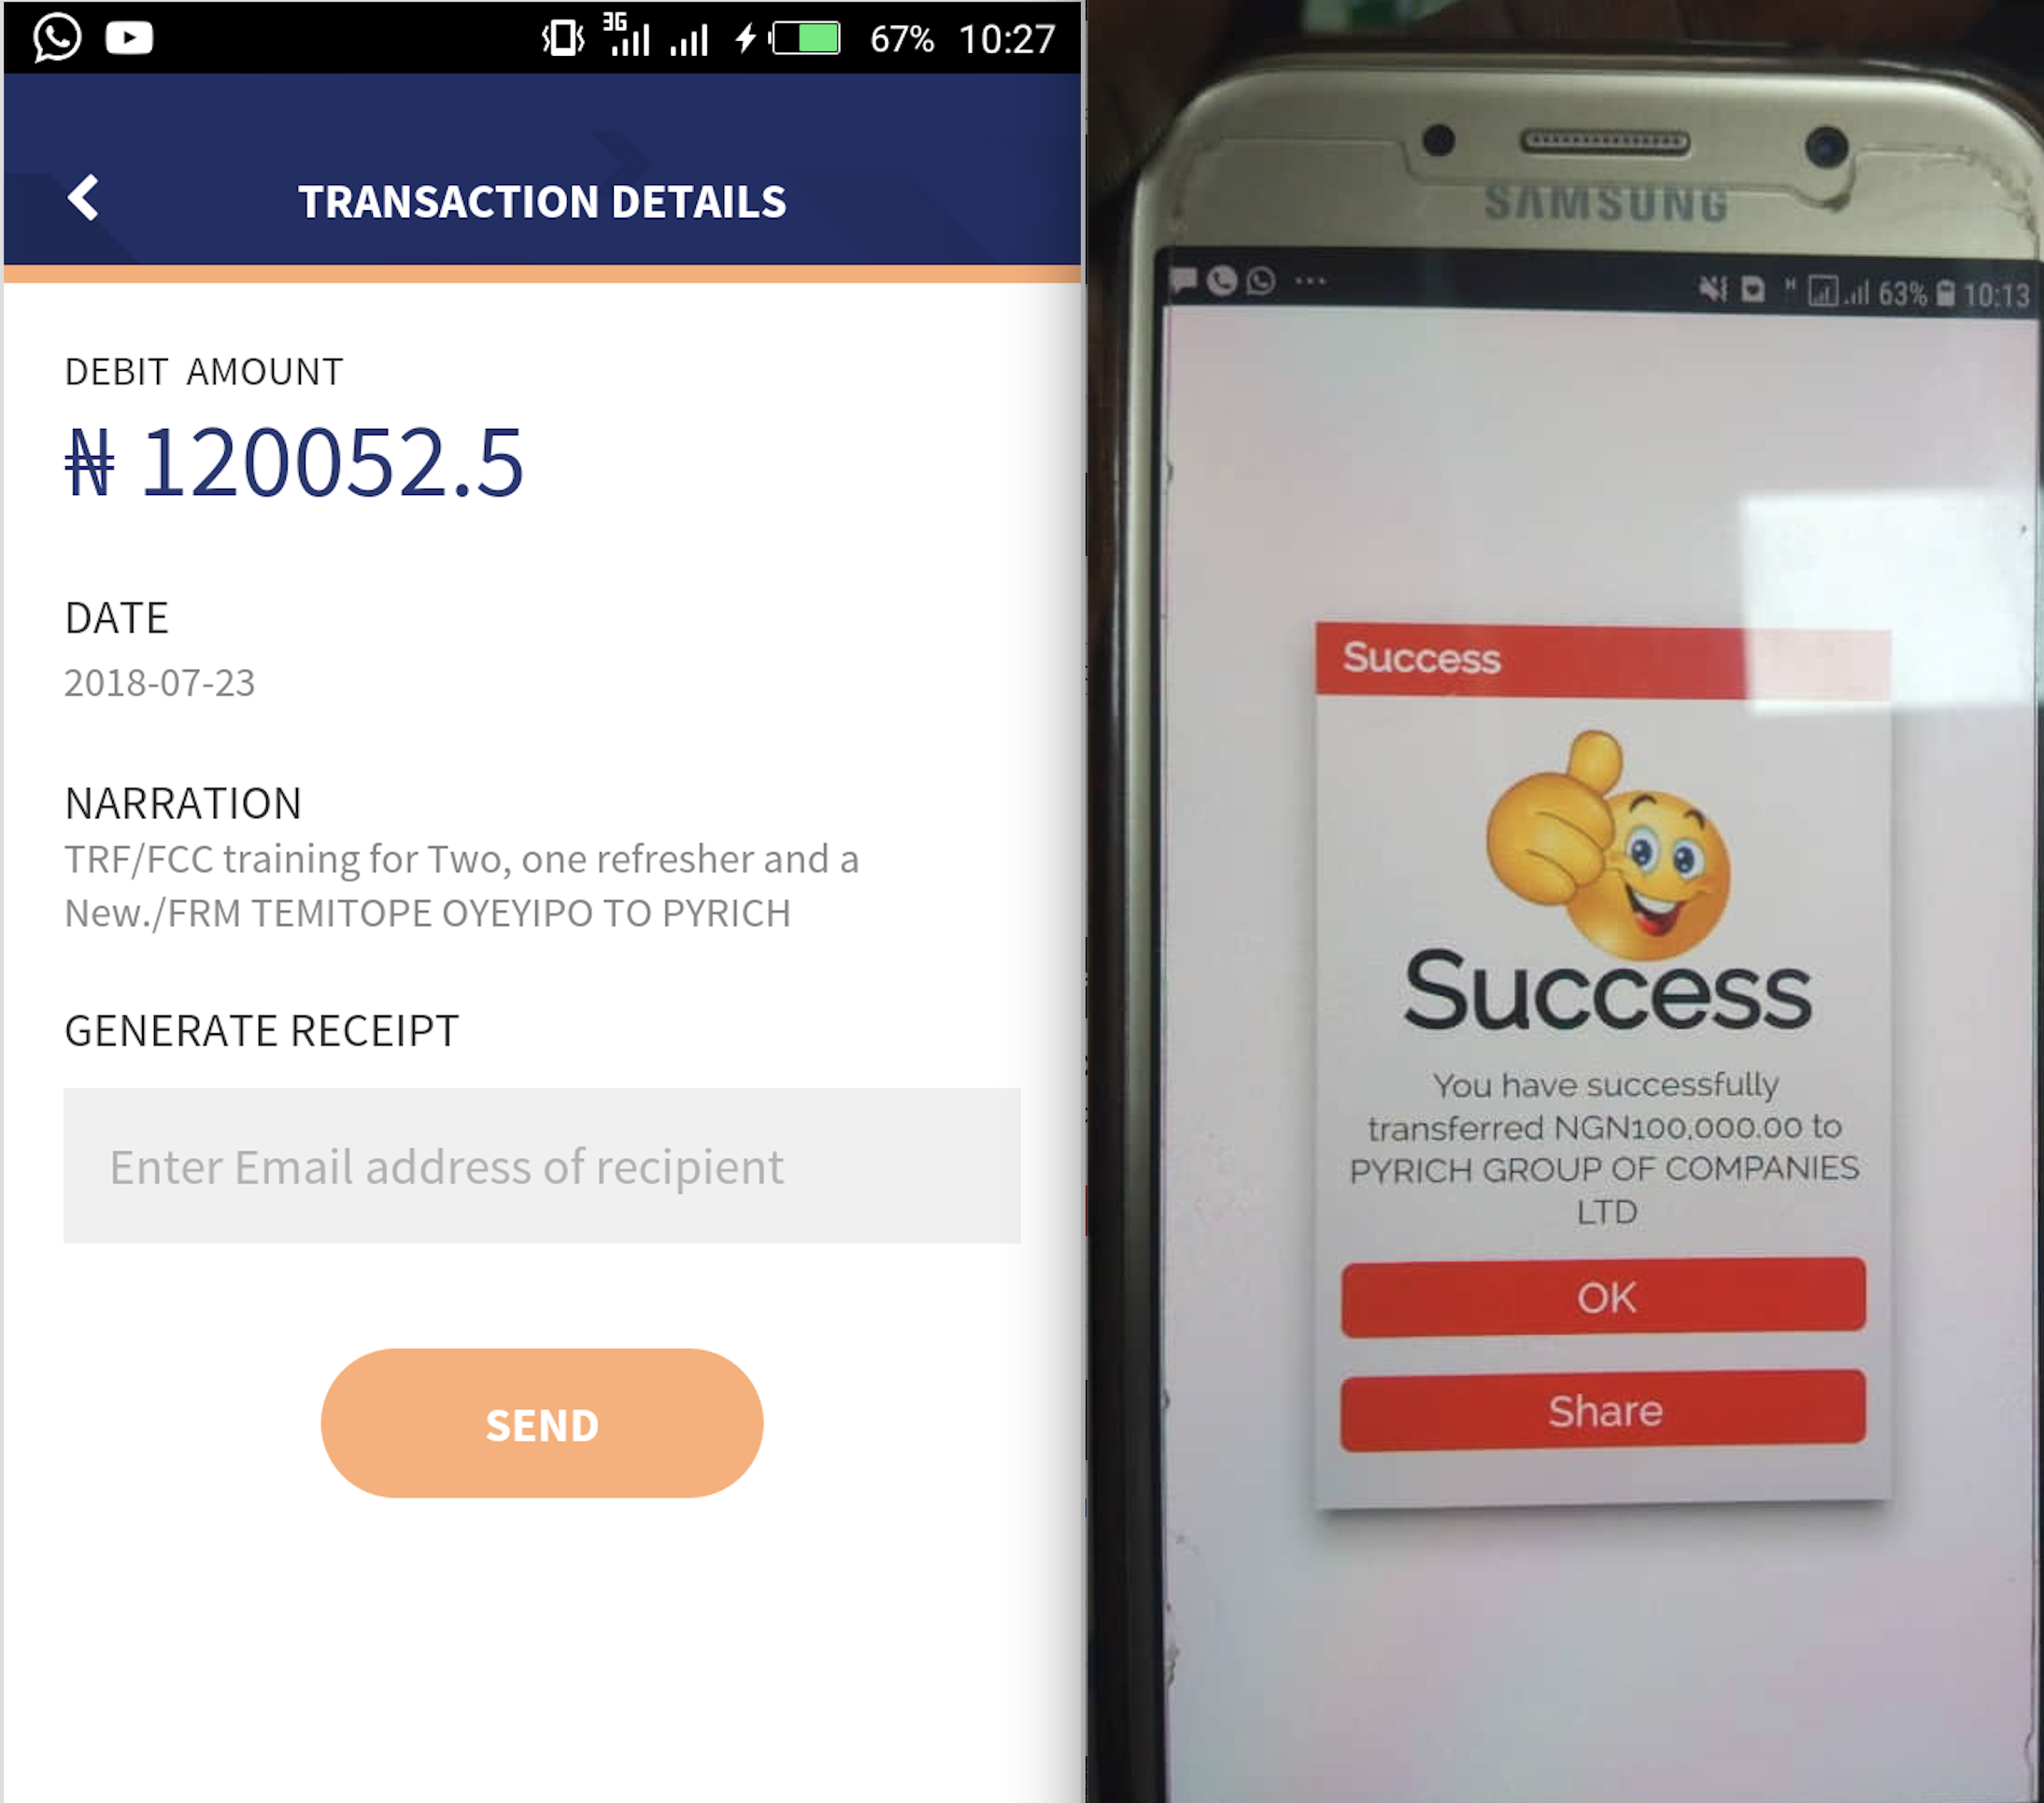 3G
67% 10:27
TRANSACTION DETAILS
DEBIT AMOUNT
₦ 120052.5
DATE
2018-07-23
NARRATION
TRF/FCC training for Two, one refresher and a
New./FRM TEMITOPE OYEYIPO TO PYRICH
GENERATE RECEIPT
Enter Email address of recipient
SEND
SAMSUNG
H 63% 10:13
Success
Success
You have successfully
transferred NGN100,000.00 to
PYRICH GROUP OF COMPANIES
LTD
OK
Share